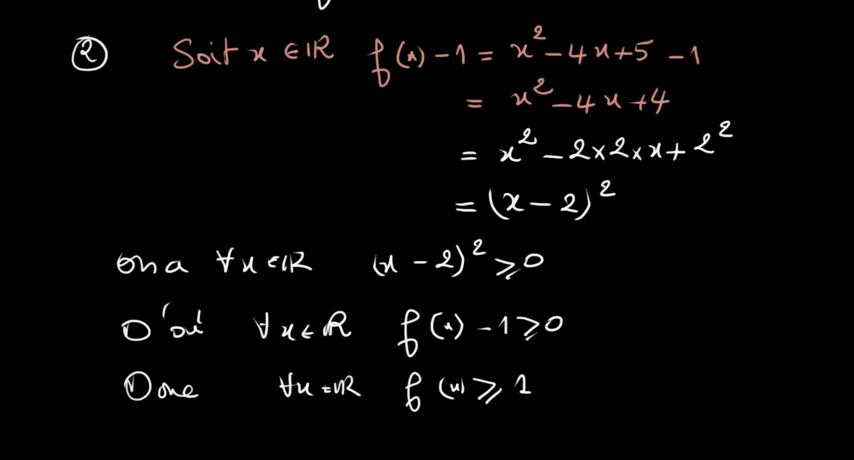 ② Soit x ∈ ℝ f(x) - 1 = x² - 4x + 5 - 1
= x² - 4x + 4
= x² - 2×2×x + 2²
= (x - 2)²
on a ∀x ∈ ℝ (x - 2)² ⩾ 0
D'où ∀x ∈ ℝ f(x) - 1 ⩾ 0
Donc ∀x ∈ ℝ f(x) ⩾ 1